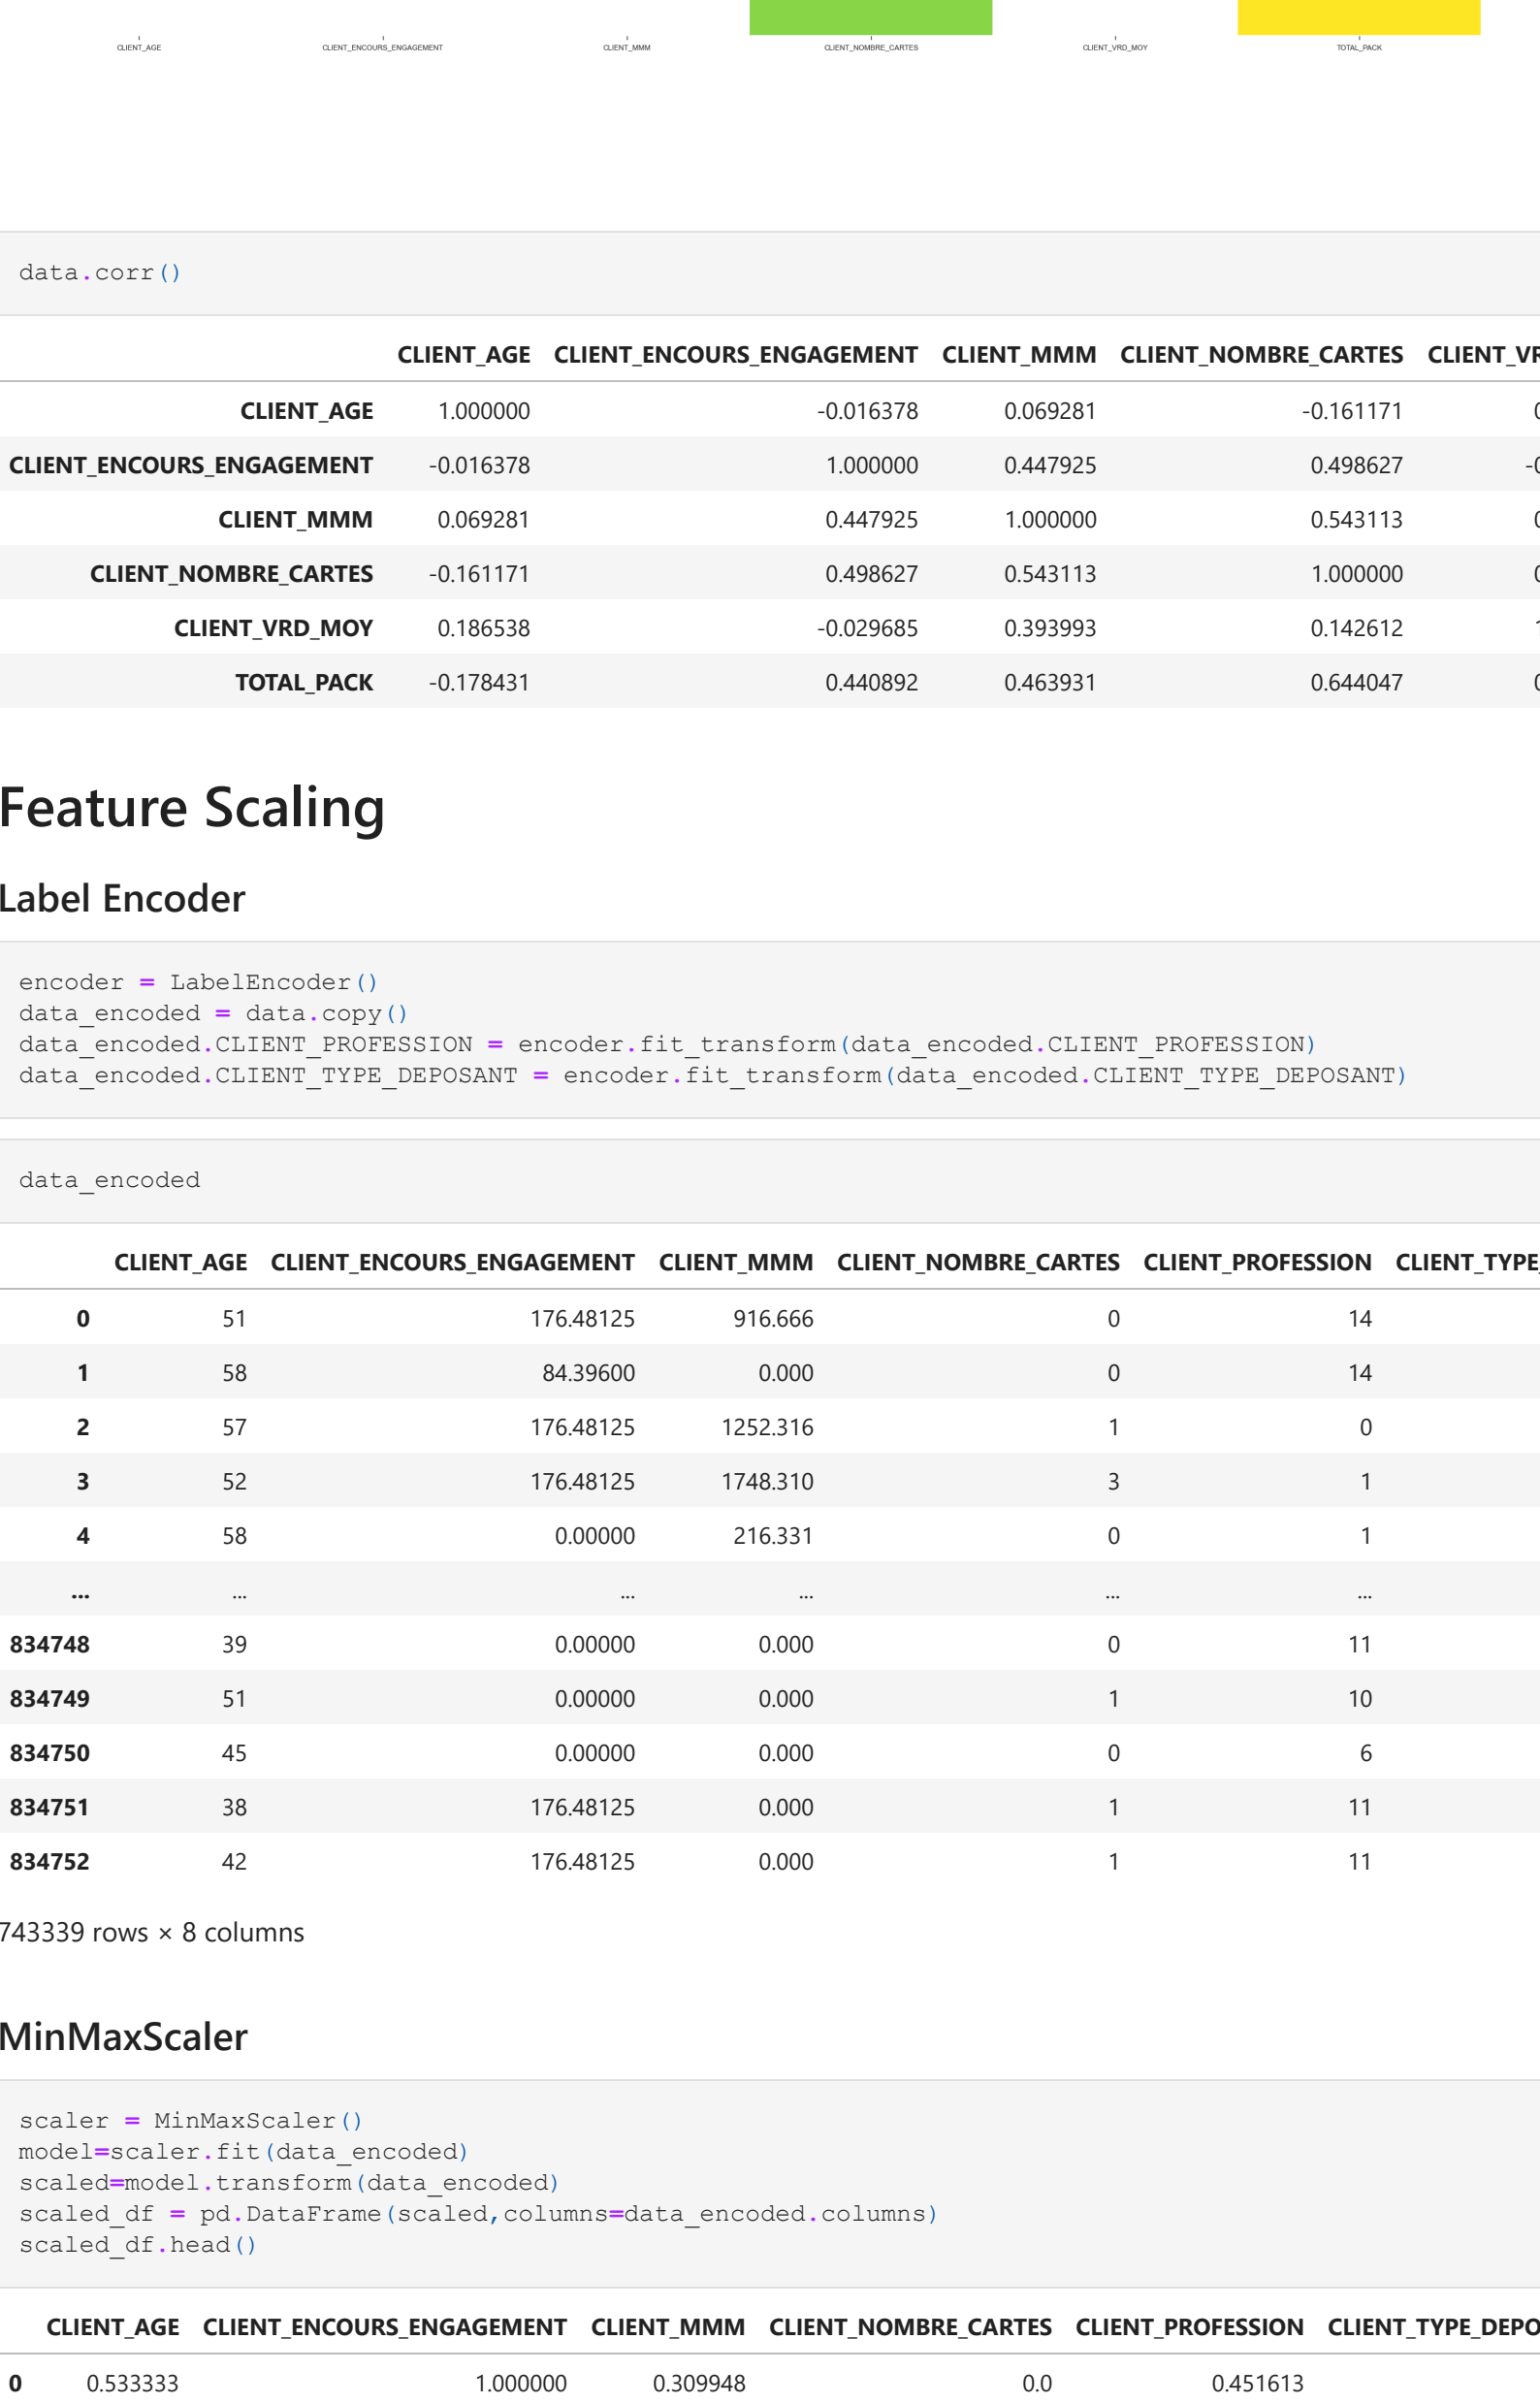 CLIENT_AGE CLIENT_ENCOURS_ENGAGEMENT CLIENT_MMM CLIENT_NOMBRE_CARTES CLIENT_VRD_MOY TOTAL_PACK
data.corr()
CLIENT_AGE CLIENT_ENCOURS_ENGAGEMENT CLIENT_MMM CLIENT_NOMBRE_CARTES CLIENT_VR
CLIENT_AGE 1.000000 -0.016378 0.069281 -0.161171 0
CLIENT_ENCOURS_ENGAGEMENT -0.016378 1.000000 0.447925 0.498627 -0
CLIENT_MMM 0.069281 0.447925 1.000000 0.543113 0
CLIENT_NOMBRE_CARTES -0.161171 0.498627 0.543113 1.000000 0
CLIENT_VRD_MOY 0.186538 -0.029685 0.393993 0.142612 1
TOTAL_PACK -0.178431 0.440892 0.463931 0.644047 0
Feature Scaling
Label Encoder
encoder = LabelEncoder()
data_encoded = data.copy()
data_encoded.CLIENT_PROFESSION = encoder.fit_transform(data_encoded.CLIENT_PROFESSION)
data_encoded.CLIENT_TYPE_DEPOSANT = encoder.fit_transform(data_encoded.CLIENT_TYPE_DEPOSANT)
data_encoded
CLIENT_AGE CLIENT_ENCOURS_ENGAGEMENT CLIENT_MMM CLIENT_NOMBRE_CARTES CLIENT_PROFESSION CLIENT_TYPE_
0 51 176.48125 916.666 0 14
1 58 84.39600 0.000 0 14
2 57 176.48125 1252.316 1 0
3 52 176.48125 1748.310 3 1
4 58 0.00000 216.331 0 1
... ... ... ... ... ...
834748 39 0.00000 0.000 0 11
834749 51 0.00000 0.000 1 10
834750 45 0.00000 0.000 0 6
834751 38 176.48125 0.000 1 11
834752 42 176.48125 0.000 1 11
743339 rows × 8 columns
MinMaxScaler
scaler = MinMaxScaler()
model=scaler.fit(data_encoded)
scaled=model.transform(data_encoded)
scaled_df = pd.DataFrame(scaled,columns=data_encoded.columns)
scaled_df.head()
CLIENT_AGE CLIENT_ENCOURS_ENGAGEMENT CLIENT_MMM CLIENT_NOMBRE_CARTES CLIENT_PROFESSION CLIENT_TYPE_DEPO
0 0.533333 1.000000 0.309948 0.0 0.451613